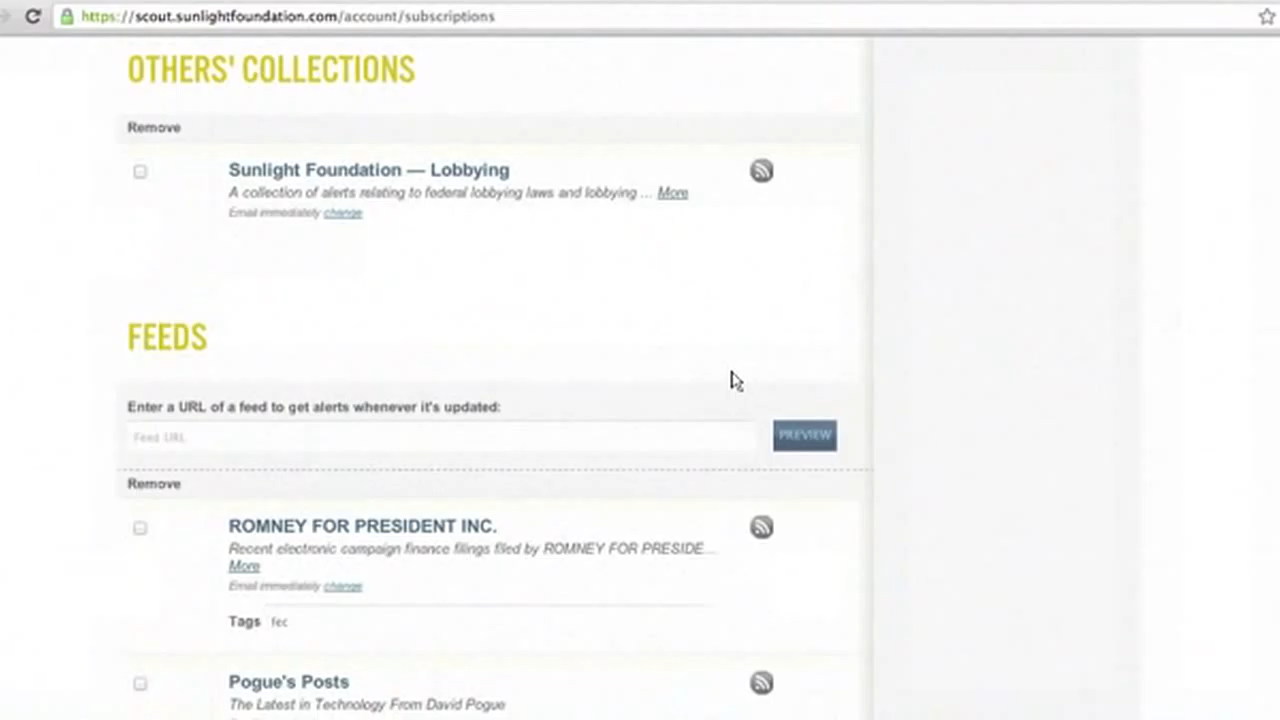 https://scout.sunlightfoundation.com/account/subscriptions
OTHERS' COLLECTIONS
Remove
Sunlight Foundation — Lobbying
A collection of alerts relating to federal lobbying laws and lobbying ... More
Email immediately change
FEEDS
Enter a URL of a feed to get alerts whenever it's updated:
Feed URL
PREVIEW
Remove
ROMNEY FOR PRESIDENT INC.
Recent electronic campaign finance filings filed by ROMNEY FOR PRESIDE...
More
Email immediately change
Tags fec
Pogue's Posts
The Latest in Technology From David Pogue